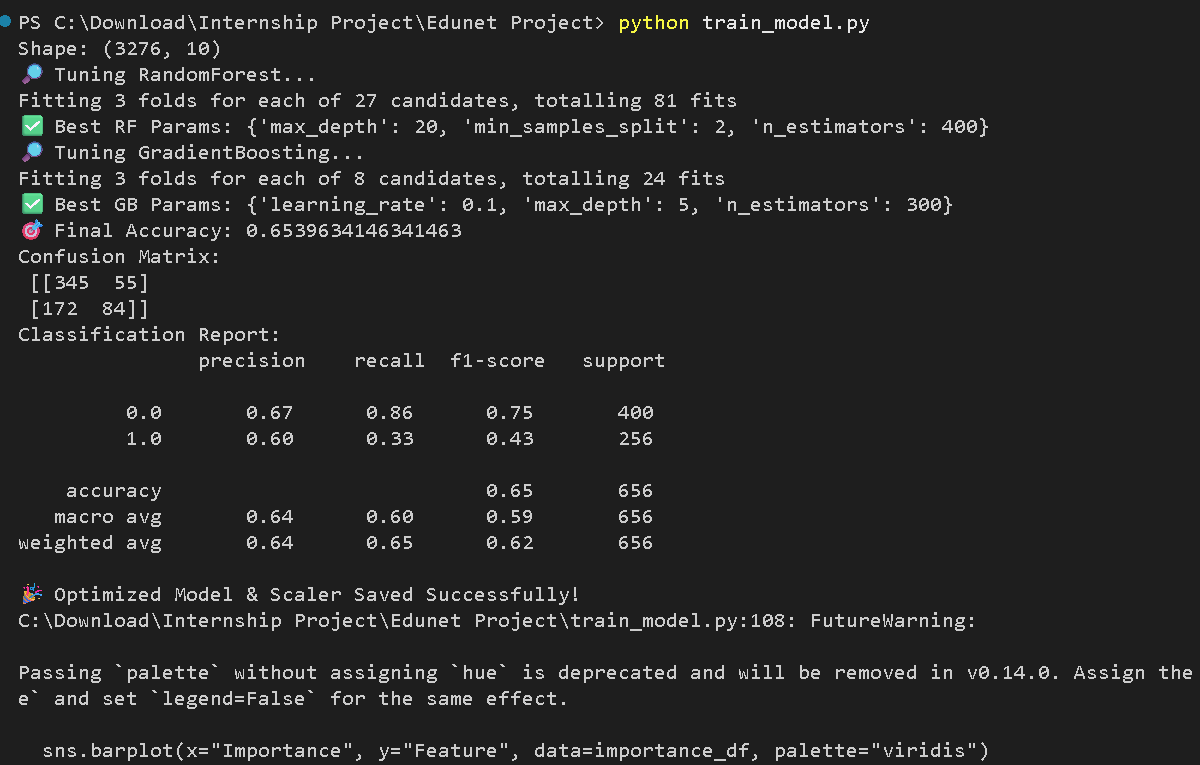 PS C:\Download\Internship Project\Edunet Project> python train_model.py
Shape: (3276, 10)
🔎 Tuning RandomForest...
Fitting 3 folds for each of 27 candidates, totalling 81 fits
✅ Best RF Params: {'max_depth': 20, 'min_samples_split': 2, 'n_estimators': 400}
🔎 Tuning GradientBoosting...
Fitting 3 folds for each of 8 candidates, totalling 24 fits
✅ Best GB Params: {'learning_rate': 0.1, 'max_depth': 5, 'n_estimators': 300}
🎯 Final Accuracy: 0.6539634146341463
Confusion Matrix:
 [[345  55]
 [172  84]]
Classification Report:
               precision    recall  f1-score   support

         0.0       0.67      0.86      0.75       400
         1.0       0.60      0.33      0.43       256

    accuracy                           0.65       656
   macro avg       0.64      0.60      0.59       656
weighted avg       0.64      0.65      0.62       656

🎉 Optimized Model & Scaler Saved Successfully!
C:\Download\Internship Project\Edunet Project\train_model.py:108: FutureWarning:

Passing `palette` without assigning `hue` is deprecated and will be removed in v0.14.0. Assign the
e` and set `legend=False` for the same effect.

  sns.barplot(x="Importance", y="Feature", data=importance_df, palette="viridis")